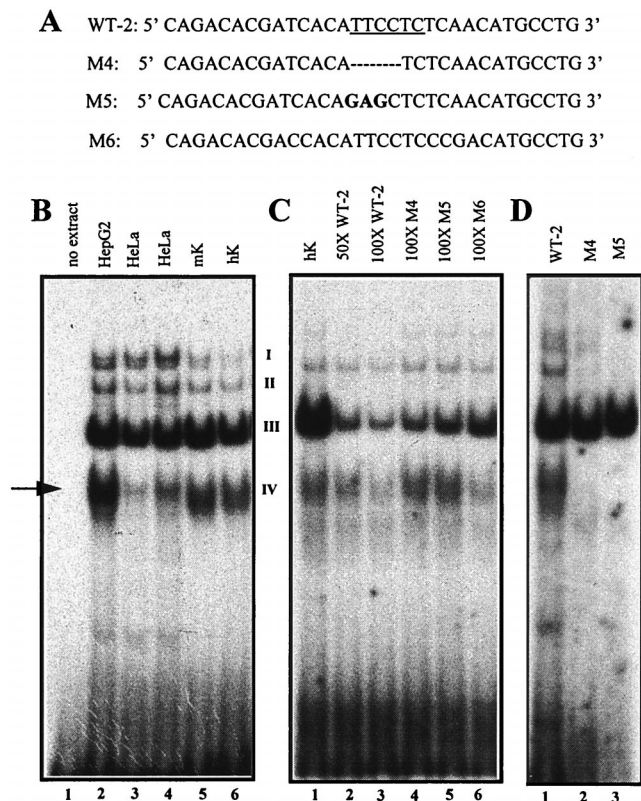 A
WT-2: 5’ CAGACACGATCACATTCCTCTCAACATGCCTG 3’
M4: 5’ CAGACACGATCACA--------TCTCAACATGCCTG 3’
M5: 5’ CAGACACGATCACAGAGCTCTCAACATGCCTG 3’
M6: 5’ CAGACACGACCACATTCCTCCCGACATGCCTG 3’
B
no extract
HepG2
HeLa
HeLa
mK
hK
I
II
III
IV
1 2 3 4 5 6
C
hK
50X WT-2
100X WT-2
100X M4
100X M5
100X M6
1 2 3 4 5 6
D
WT-2
M4
M5
1 2 3